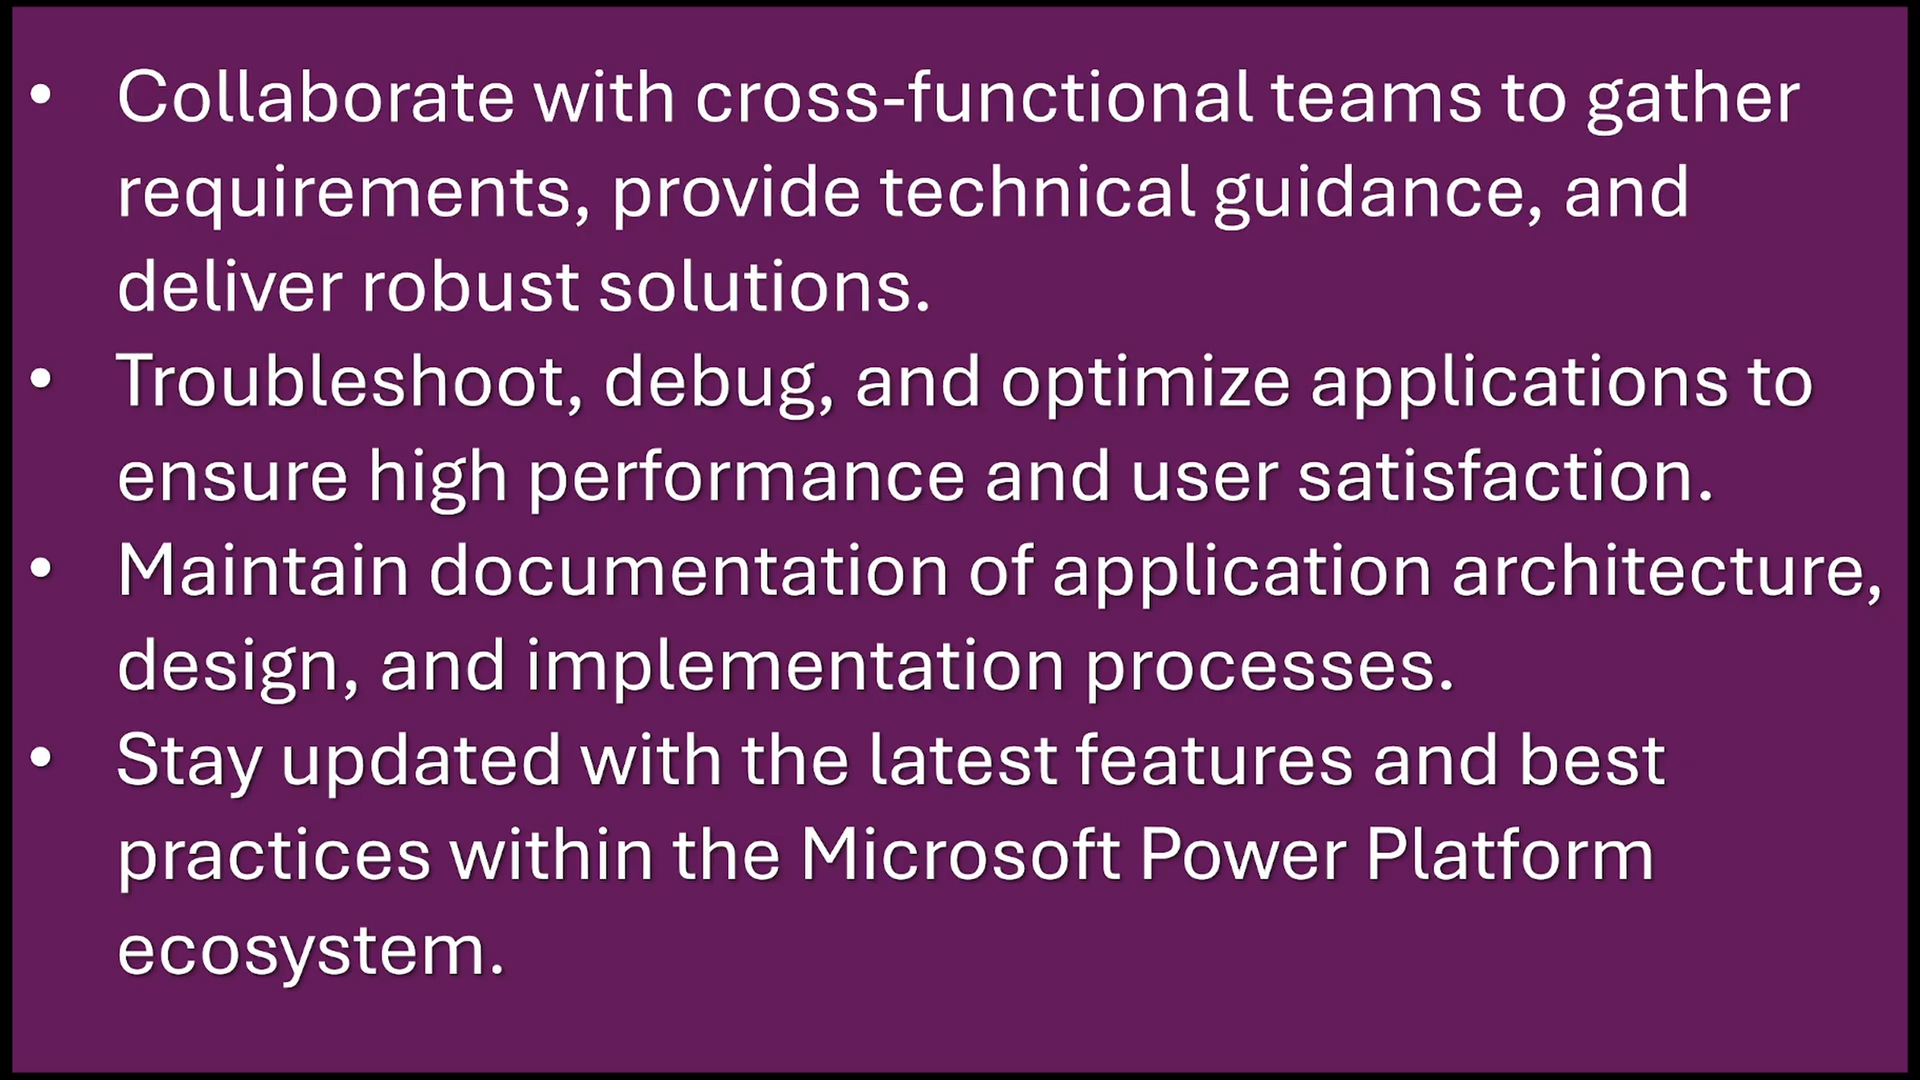 • Collaborate with cross-functional teams to gather
requirements, provide technical guidance, and
deliver robust solutions.
• Troubleshoot, debug, and optimize applications to
ensure high performance and user satisfaction.
• Maintain documentation of application architecture,
design, and implementation processes.
• Stay updated with the latest features and best
practices within the Microsoft Power Platform
ecosystem.